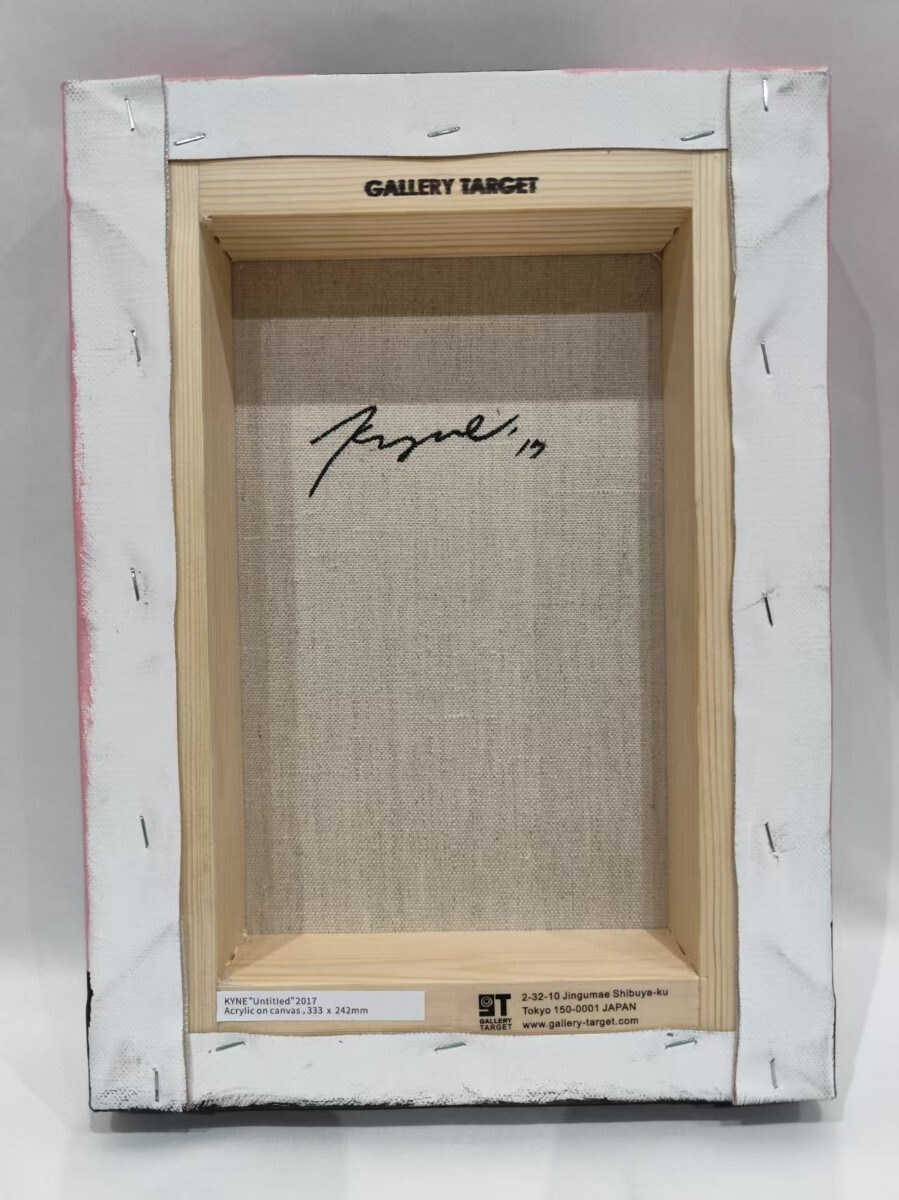 GALLERY TARGET
Kyne '17
KYNE "Untitled" 2017
Acrylic on canvas , 333 x 242mm
GT
GALLERY
TARGET
2-32-10 Jingumae Shibuya-ku
Tokyo 150-0001 JAPAN
www.gallery-target.com